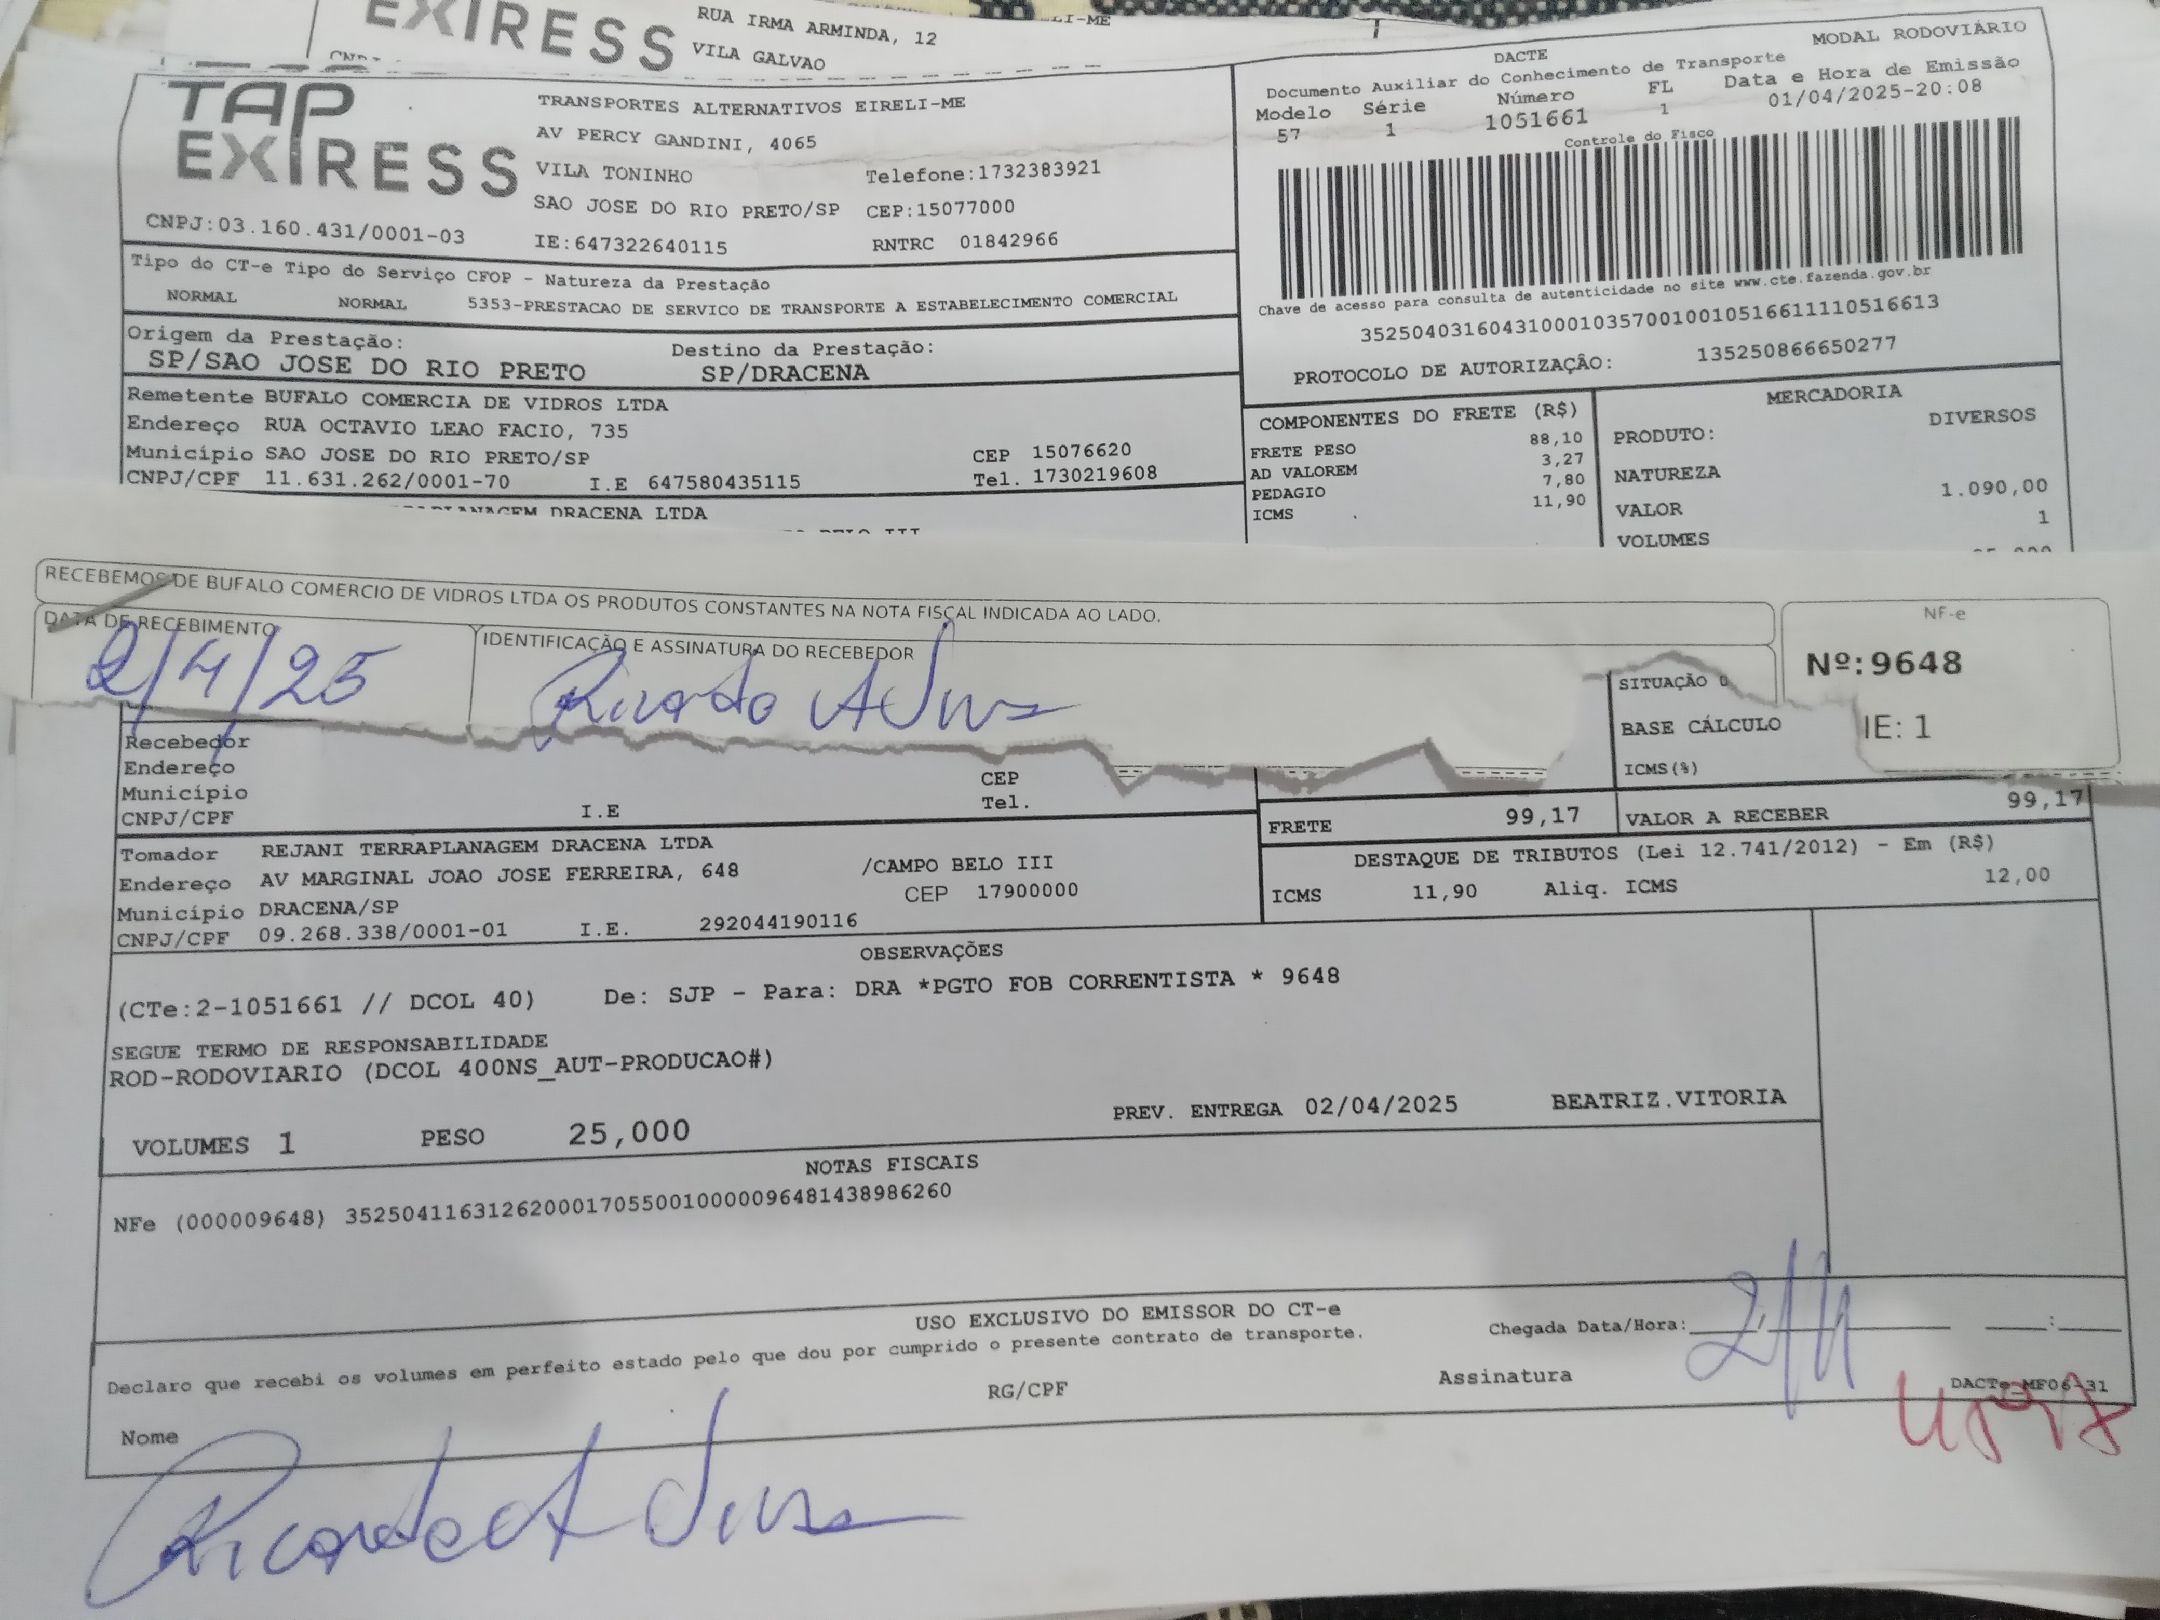 EXPRESS
RUA IRMA ARMINDA, 12
VILA GALVAO
LI-ME
TAP
EXPRESS
CNPJ:03.160.431/0001-03
TRANSPORTES ALTERNATIVOS EIRELI-ME
AV PERCY GANDINI, 4065
VILA TONINHO Telefone:1732383921
SAO JOSE DO RIO PRETO/SP CEP:15077000
IE:647322640115 RNTRC 01842966
DACTE MODAL RODOVIÁRIO
Documento Auxiliar do Conhecimento de Transporte
Modelo Série Número FL Data e Hora de Emissão
57 1 1051661 1 01/04/2025-20:08
Controle do Fisco
Chave de acesso para consulta de autenticidade no site www.cte.fazenda.gov.br
35250403160431000103570010010516611110516613
PROTOCOLO DE AUTORIZAÇÂO: 135250866650277
Tipo do CT-e Tipo do Serviço CFOP - Natureza da Prestação
NORMAL NORMAL 5353-PRESTACAO DE SERVICO DE TRANSPORTE A ESTABELECIMENTO COMERCIAL
Origem da Prestação: Destino da Prestação:
SP/SAO JOSE DO RIO PRETO SP/DRACENA
Remetente BUFALO COMERCIA DE VIDROS LTDA
Endereço RUA OCTAVIO LEAO FACIO, 735
Município SAO JOSE DO RIO PRETO/SP CEP 15076620
CNPJ/CPF 11.631.262/0001-70 I.E 647580435115 Tel. 1730219608
DRACENA LTDA
COMPONENTES DO FRETE (R$)
FRETE PESO 88,10
AD VALOREM 3,27
PEDAGIO 7,80
ICMS 11,90
MERCADORIA
PRODUTO: DIVERSOS
NATUREZA
VALOR 1.090,00
VOLUMES 1
RECEBEMOS DE BUFALO COMERCIO DE VIDROS LTDA OS PRODUTOS CONSTANTES NA NOTA FISCAL INDICADA AO LADO.
DATA DE RECEBIMENTO IDENTIFICAÇÃO E ASSINATURA DO RECEBEDOR
2/4/25 Ricardo A
NF-e
Nº:9648
IE: 1
SITUAÇÃO
BASE CÁLCULO
ICMS(%)
Recebedor
Endereço
Município CEP
CNPJ/CPF I.E Tel.
FRETE 99,17 VALOR A RECEBER 99,17
Tomador REJANI TERRAPLANAGEM DRACENA LTDA
Endereço AV MARGINAL JOAO JOSE FERREIRA, 648 /CAMPO BELO III
Município DRACENA/SP CEP 17900000
CNPJ/CPF 09.268.338/0001-01 I.E. 292044190116
DESTAQUE DE TRIBUTOS (Lei 12.741/2012) - Em (R$)
ICMS 11,90 Aliq. ICMS 12,00
OBSERVAÇÕES
(CTe:2-1051661 // DCOL 40) De: SJP - Para: DRA *PGTO FOB CORRENTISTA * 9648
SEGUE TERMO DE RESPONSABILIDADE
ROD-RODOVIARIO (DCOL 400NS_AUT-PRODUCAO#)
PREV. ENTREGA 02/04/2025 BEATRIZ.VITORIA
VOLUMES 1 PESO 25,000
NOTAS FISCAIS
NFe (000009648) 35250411631262000170550010000096481438986260
USO EXCLUSIVO DO EMISSOR DO CT-e
Declaro que recebi os volumes em perfeito estado pelo que dou por cumprido o presente contrato de transporte.
Chegada Data/Hora: 2/4
Nome RG/CPF Assinatura
DACTe_MF06-31
Ricardo A